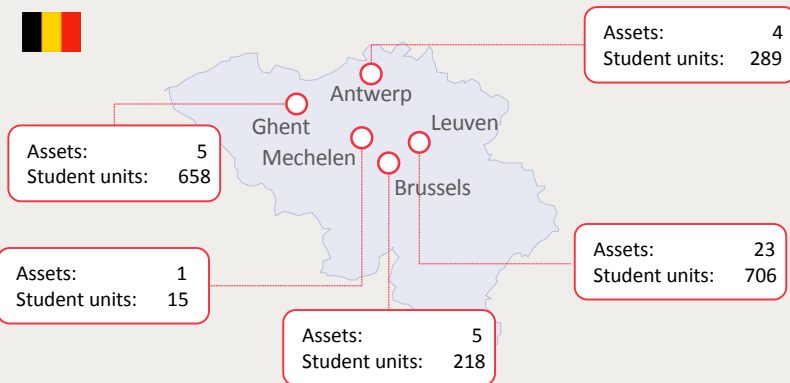 Assets: 4
Student units: 289
Antwerp
Ghent
Leuven
Mechelen
Brussels
Assets: 5
Student units: 658
Assets: 23
Student units: 706
Assets: 1
Student units: 15
Assets: 5
Student units: 218